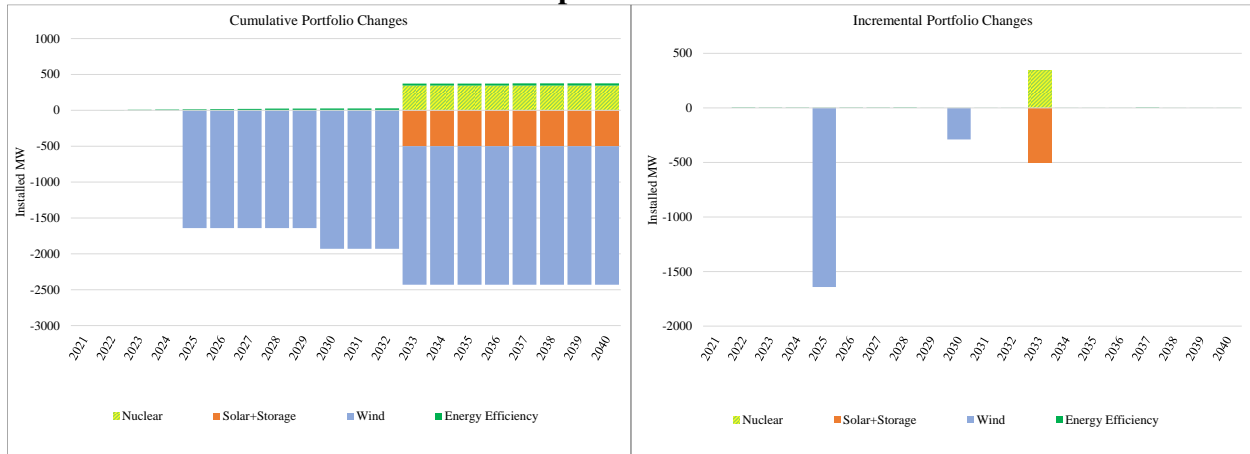 Cumulative Portfolio Changes
1000
500
0
-500
-1000
-1500
-2000
-2500
-3000
Installed MW
2021 2022 2023 2024 2025 2026 2027 2028 2029 2030 2031 2032 2033 2034 2035 2036 2037 2038 2039 2040
Nuclear Solar+Storage Wind Energy Efficiency
Incremental Portfolio Changes
500
0
-500
-1000
-1500
-2000
Installed MW
2021 2022 2023 2024 2025 2026 2027 2028 2029 2030 2031 2032 2033 2034 2035 2036 2037 2038 2039 2040
Nuclear Solar+Storage Wind Energy Efficiency